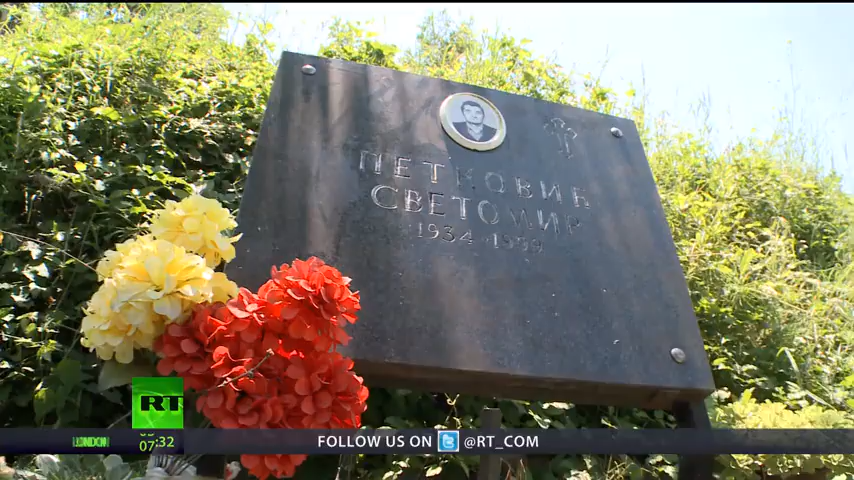 ПЕТКОВИЋ
СВЕТОМИР
1934 1999
RT
LONDON
07:32
FOLLOW US ON @RT_COM